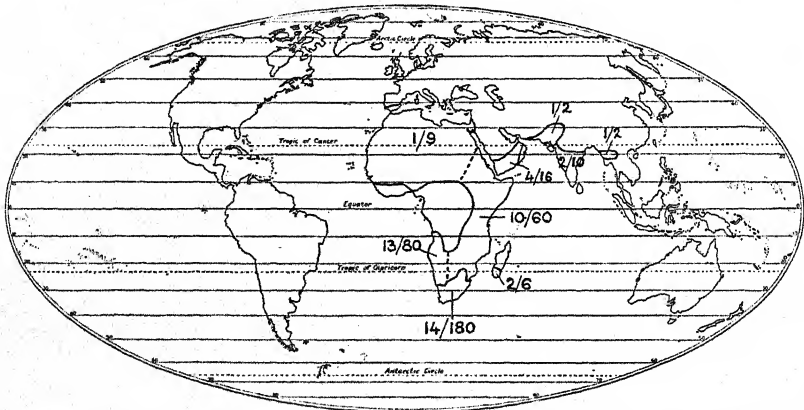 Arctic Circle
1/2
1/9
Tropic of Cancer
1/2
2/10
4/16
Equator
10/60
13/80
Tropic of Capricorn
2/6
14/180
Antarctic Circle